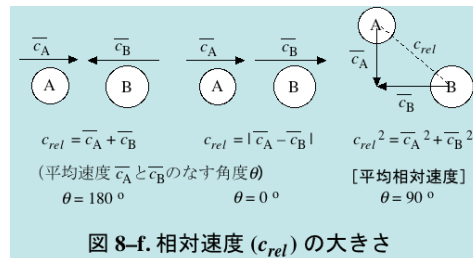 c̅A c̅B c̅A c̅B A c_rel
A B A B c̅A B
c̅B
c_rel = c̅A + c̅B c_rel = | c̅A − c̅B | c_rel² = c̅A² + c̅B²
(平均速度 c̅A と c̅B のなす角度θ) [平均相対速度]
θ = 180 º θ = 0 º θ = 90 º
図 8–f. 相対速度 (c_rel) の大きさ